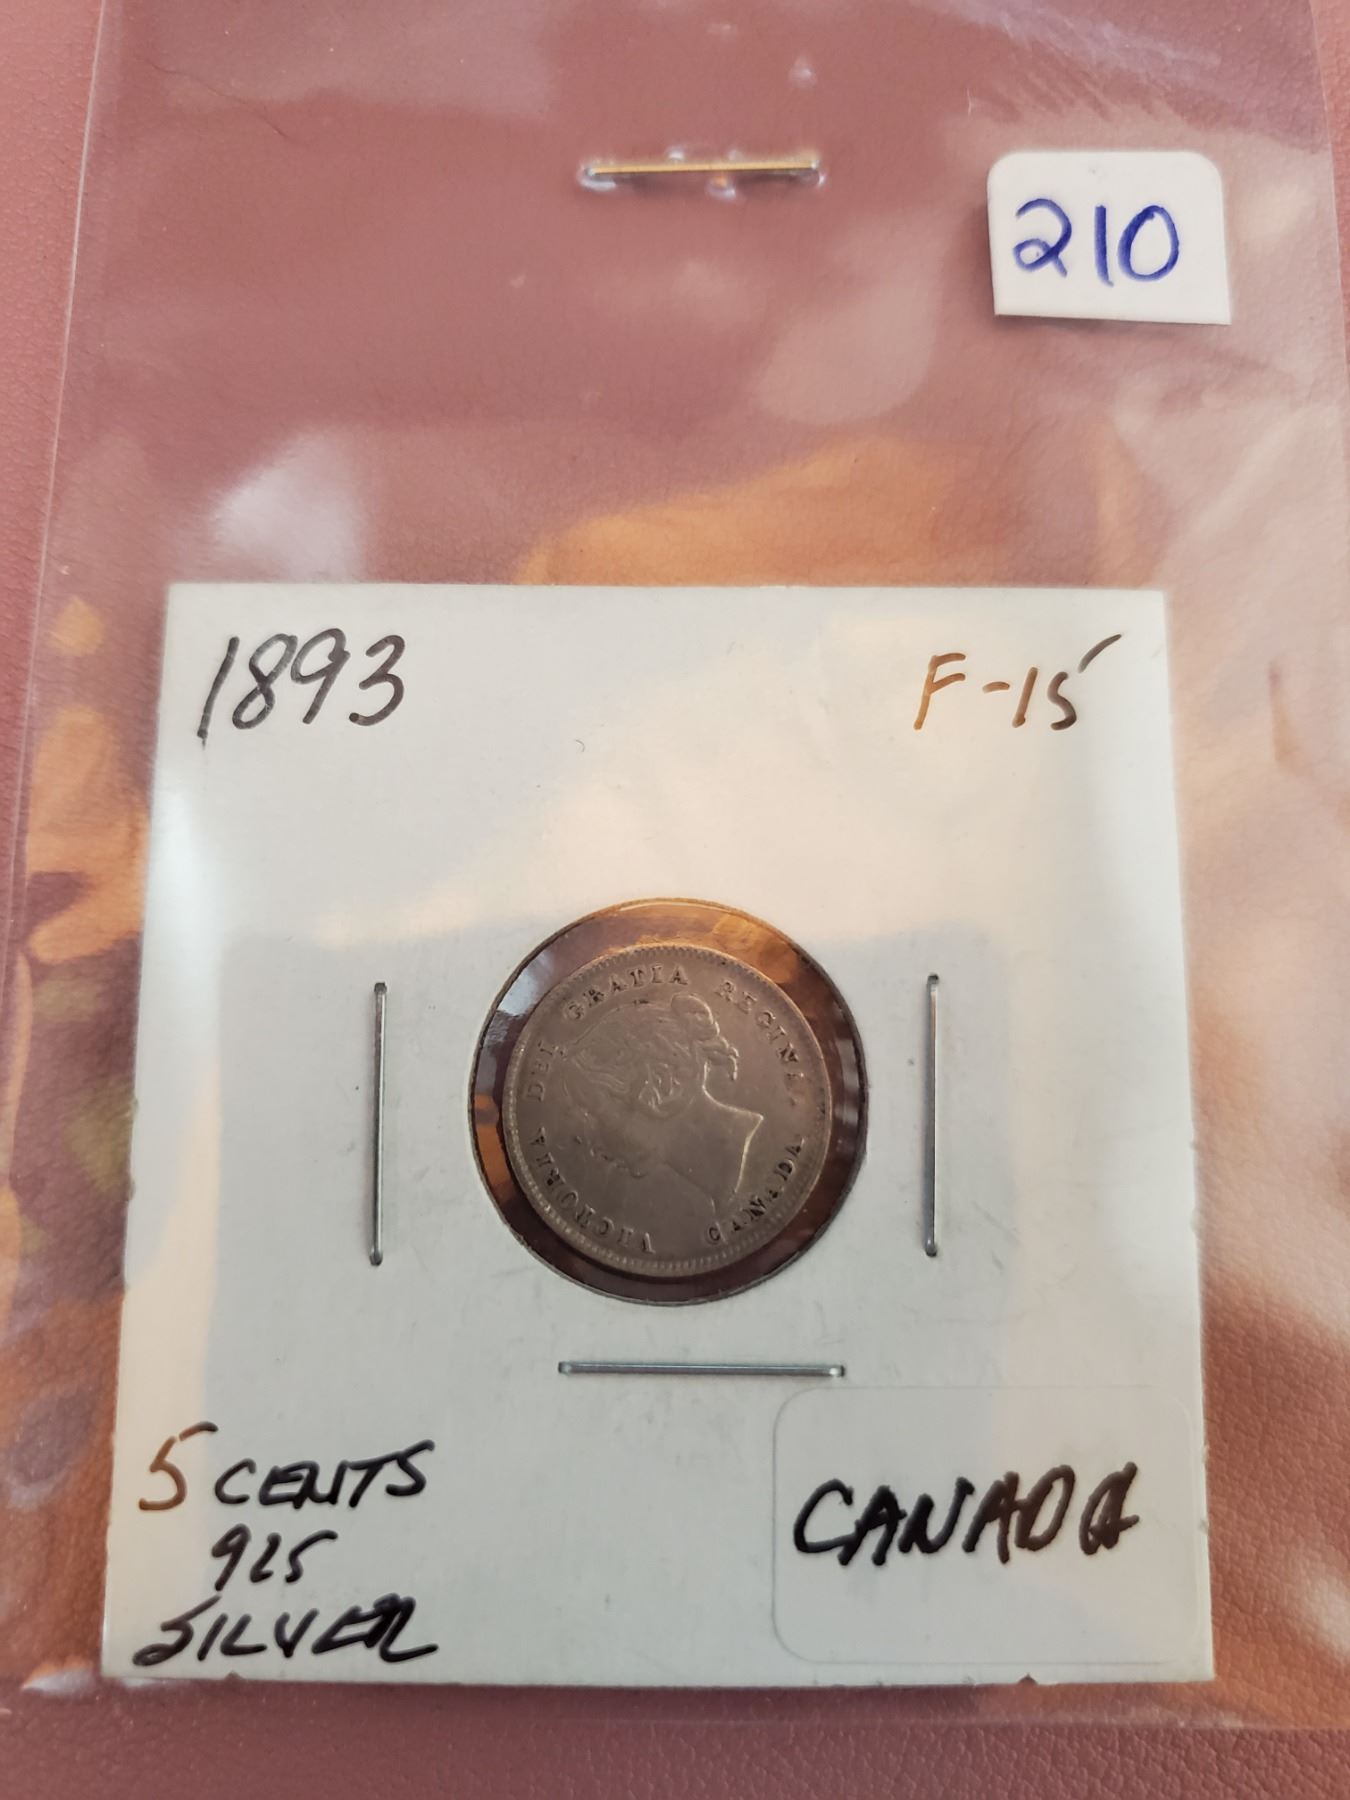 210
1893
F-15
VICTORIA DEI GRATIA REGINA.
CANADA
5 CENTS
925
SILVER
CANADA